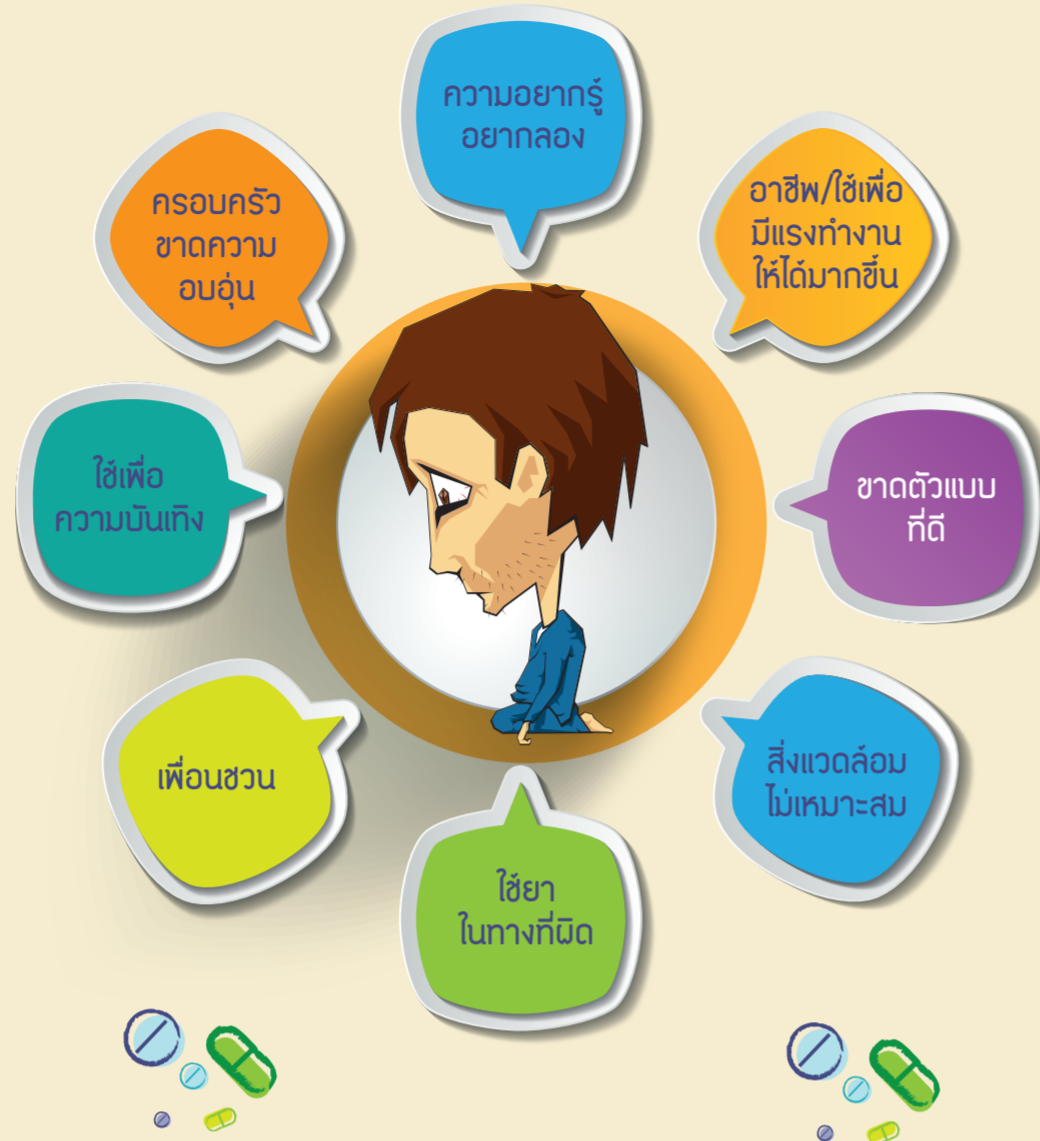 ความอยากรู้
อยากลอง
อาชีพ/ใช้เพื่อ
มีแรงทำงาน
ให้ได้มากขึ้น
ขาดตัวแบบ
ที่ดี
สิ่งแวดล้อม
ไม่เหมาะสม
ใช้ยา
ในทางที่ผิด
เพื่อนชวน
ใช้เพื่อ
ความบันเทิง
ครอบครัว
ขาดความ
อบอุ่น